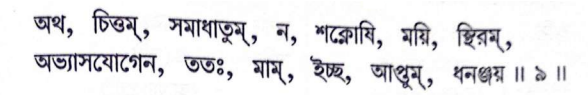 অথ, চিত্তম্, সমাধাতুম্, ন, শক্নোষি, ময়ি, স্থিরম্,
অভ্যাসযোগেন, ততঃ, মাম্, ইচ্ছ, আপ্তুম্, ধনঞ্জয় ॥ ৯ ॥